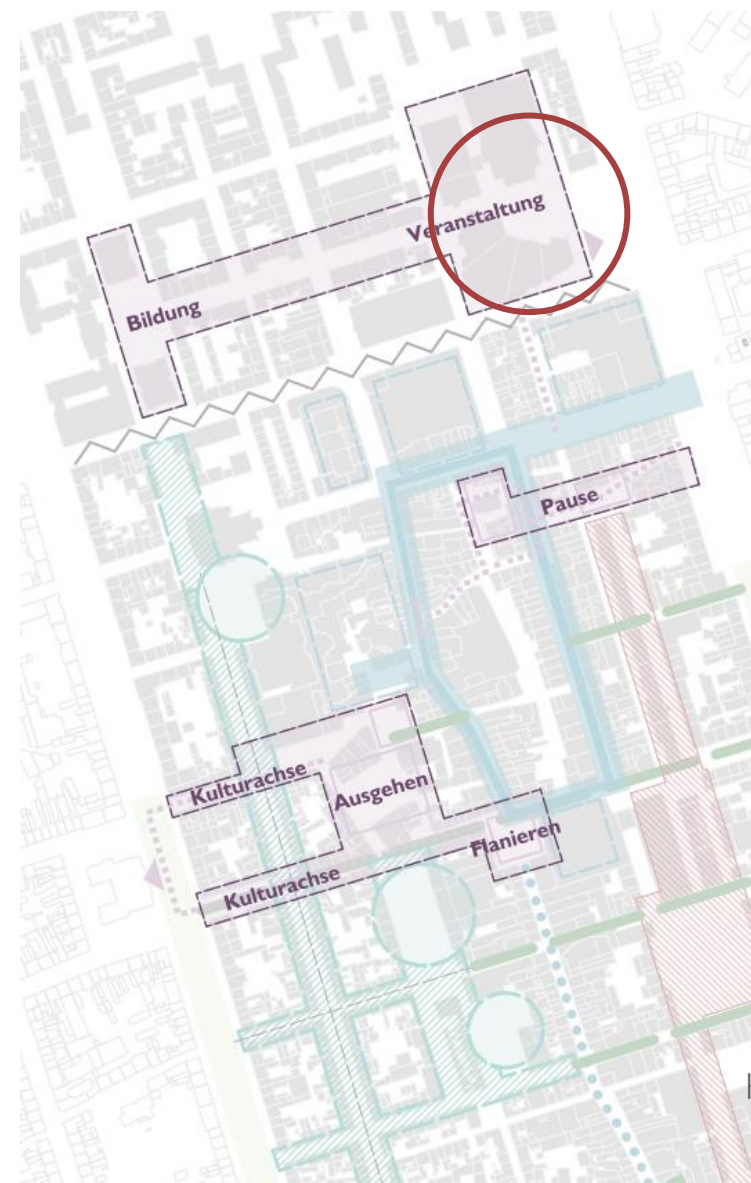 Veranstaltung
Bildung
Pause
Kulturachse
Ausgehen
Flanieren
Kulturachse